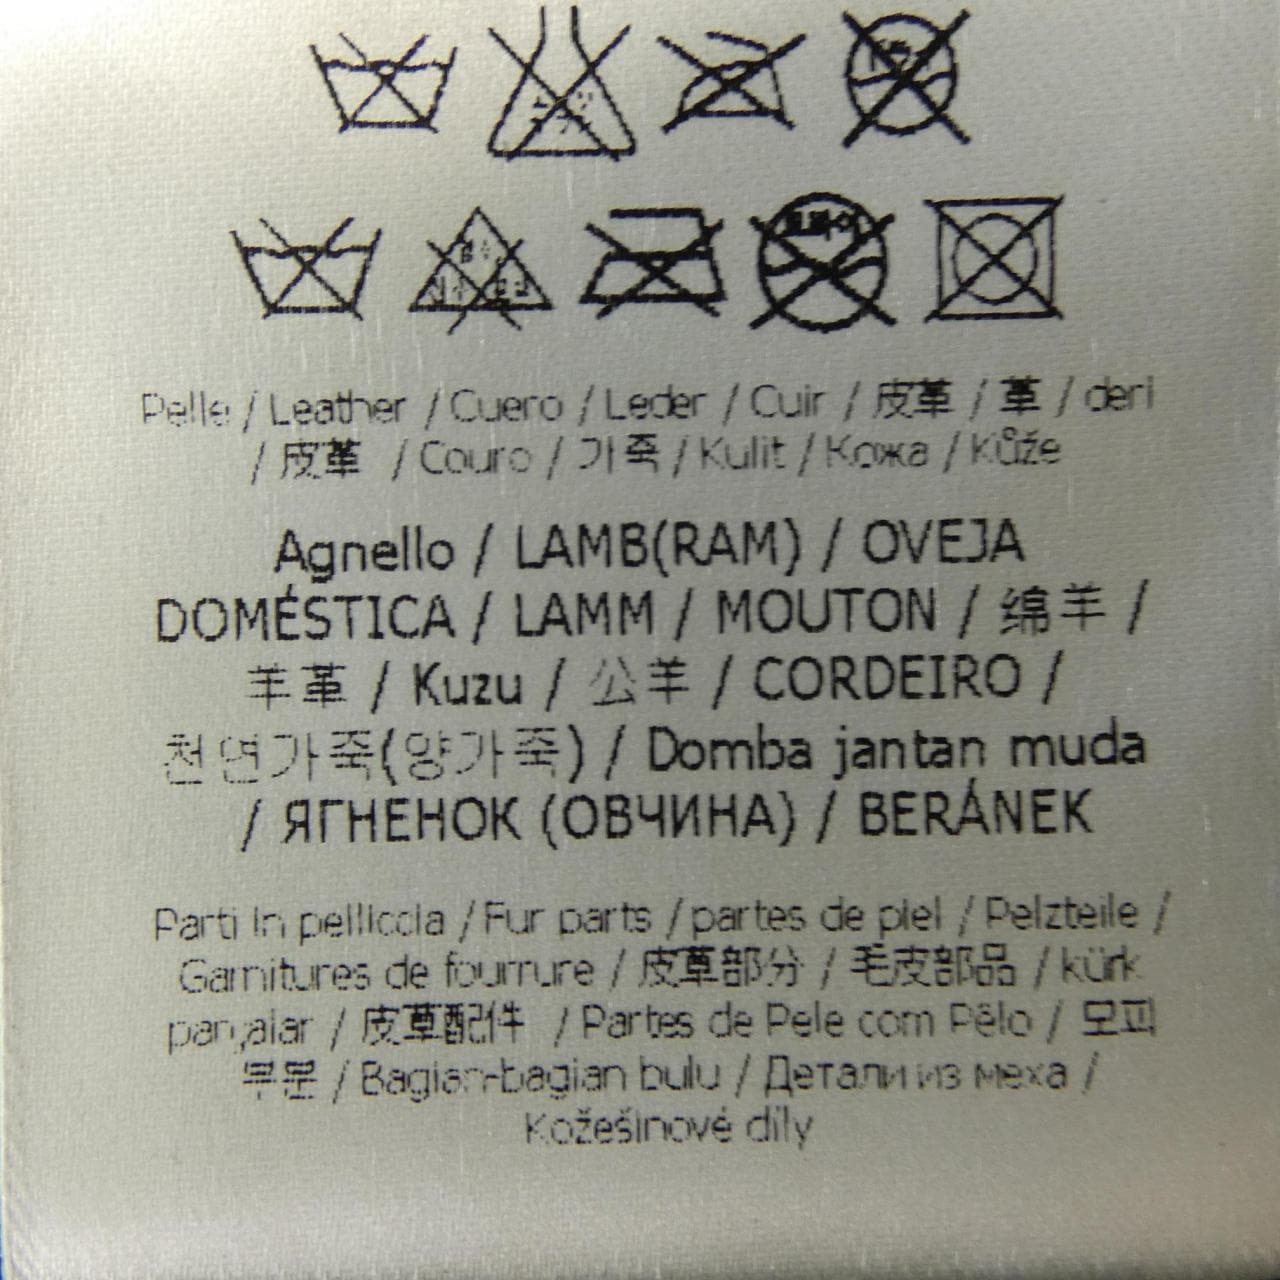 Pelle / Leather / Cuero / Leder / Cuir / 皮革 / 革 / deri
/ 皮革 / Couro / 가죽 / Kulit / Кожа / Kůže
Agnello / LAMB(RAM) / OVEJA
DOMÉSTICA / LAMM / MOUTON / 绵羊 /
羊革 / Kuzu / 公羊 / CORDEIRO /
천연가죽(양가죽) / Domba jantan muda
/ ЯГНЕНОК (ОВЧИНА) / BERÁNEK
Parti in pelliccia / Fur parts / partes de piel / Pelzteile /
Garnitures de fourrure / 皮草部分 / 毛皮部品 / kürk
parçalar / 皮草配件 / Partes de Pele com Pêlo / 모피
부분 / Bagian-bagian bulu / Детали из меха /
Kožešinové díly